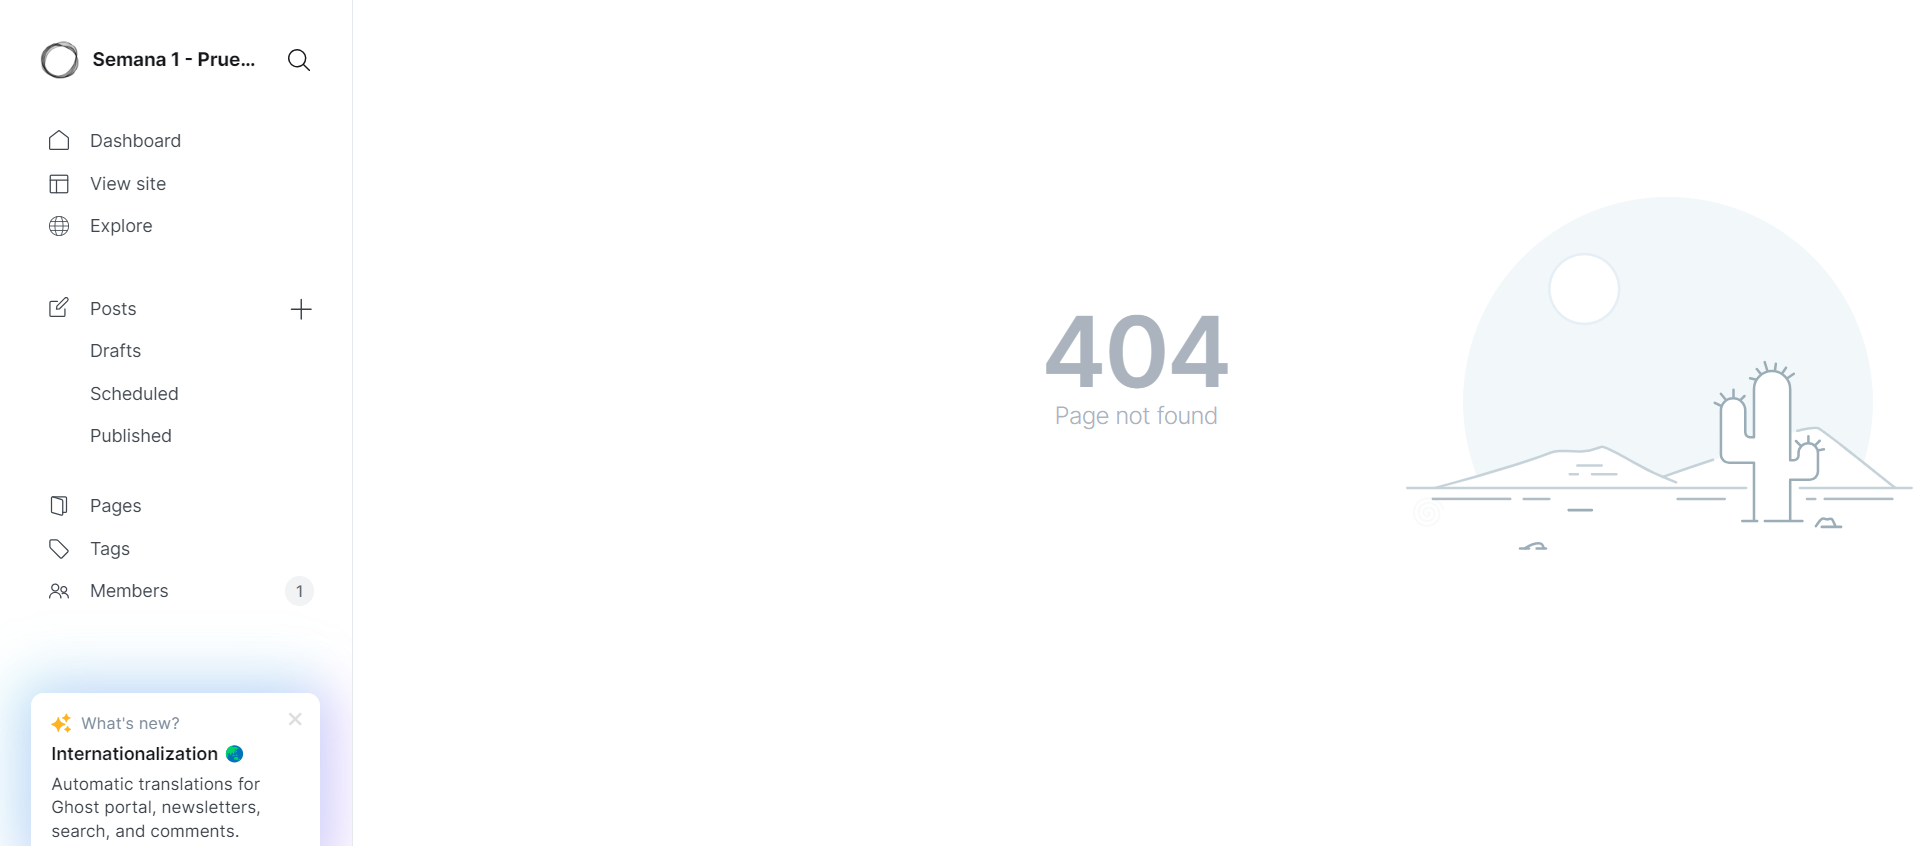 Semana 1 - Prue...
Dashboard
View site
Explore
Posts
Drafts
Scheduled
Published
Pages
Tags
Members
1
What's new?
Internationalization
Automatic translations for
Ghost portal, newsletters,
search, and comments.
404
Page not found